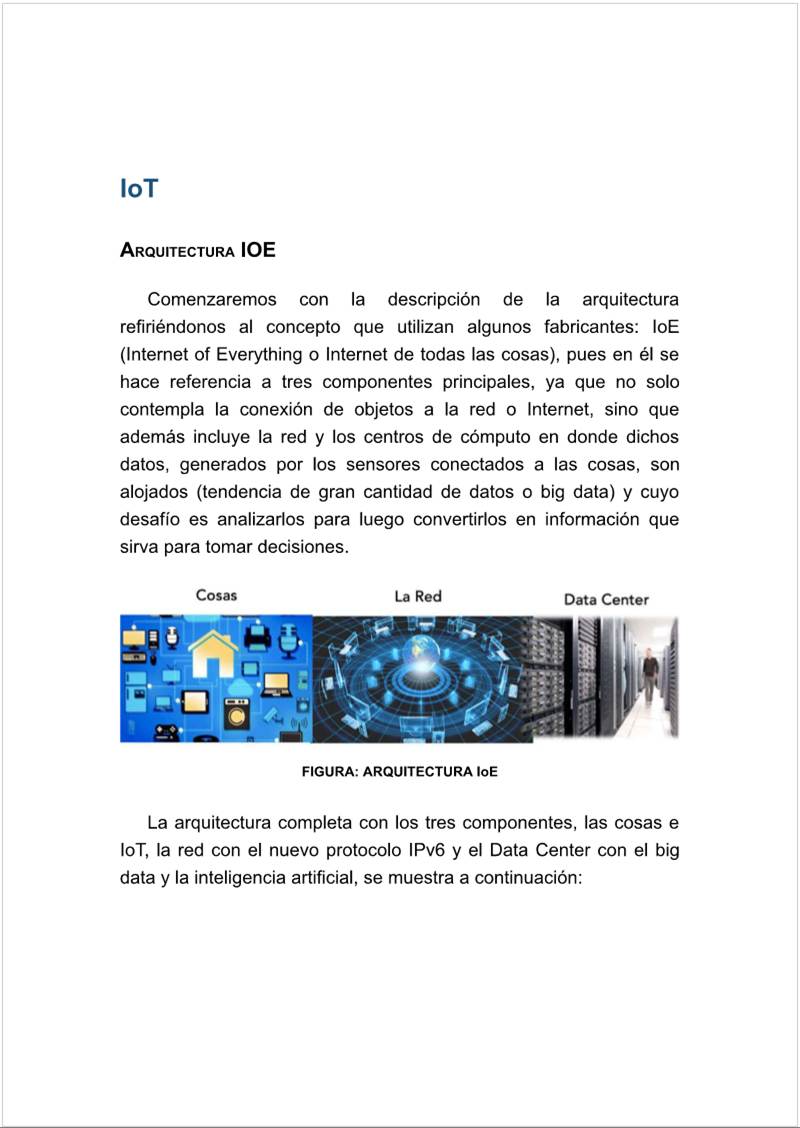 IoT
ARQUITECTURA IOE
Comenzaremos con la descripción de la arquitectura
refiriéndonos al concepto que utilizan algunos fabricantes: IoE
(Internet of Everything o Internet de todas las cosas), pues en él se
hace referencia a tres componentes principales, ya que no solo
contempla la conexión de objetos a la red o Internet, sino que
además incluye la red y los centros de cómputo en donde dichos
datos, generados por los sensores conectados a las cosas, son
alojados (tendencia de gran cantidad de datos o big data) y cuyo
desafío es analizarlos para luego convertirlos en información que
sirva para tomar decisiones.
Cosas
La Red
Data Center
FIGURA: ARQUITECTURA IoE
La arquitectura completa con los tres componentes, las cosas e
IoT, la red con el nuevo protocolo IPv6 y el Data Center con el big
data y la inteligencia artificial, se muestra a continuación: